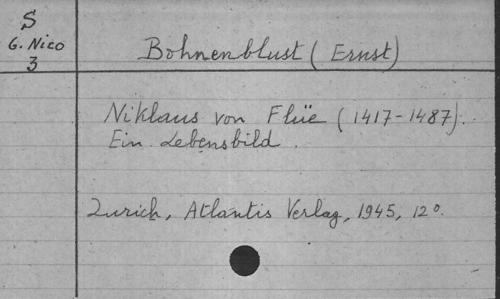 S
G. Nico
3
Bohnenblust (Ernst)
Niklaus von Flüe (1417-1487).
Ein Lebensbild.
Zurich, Atlantis Verlag, 1945, 12°.